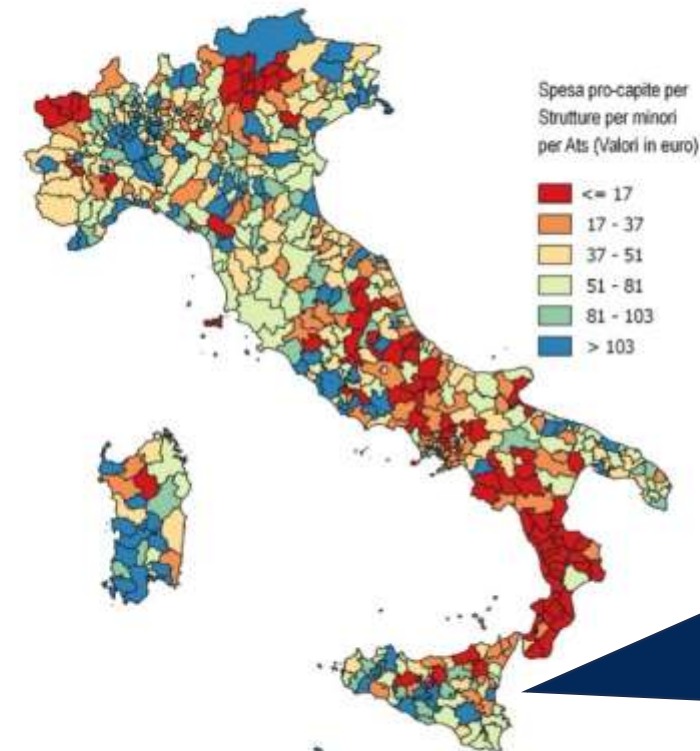 Spesa pro-capite per
Strutture per minori
per Ats (Valori in euro)
<= 17
17 - 37
37 - 51
51 - 81
81 - 103
> 103